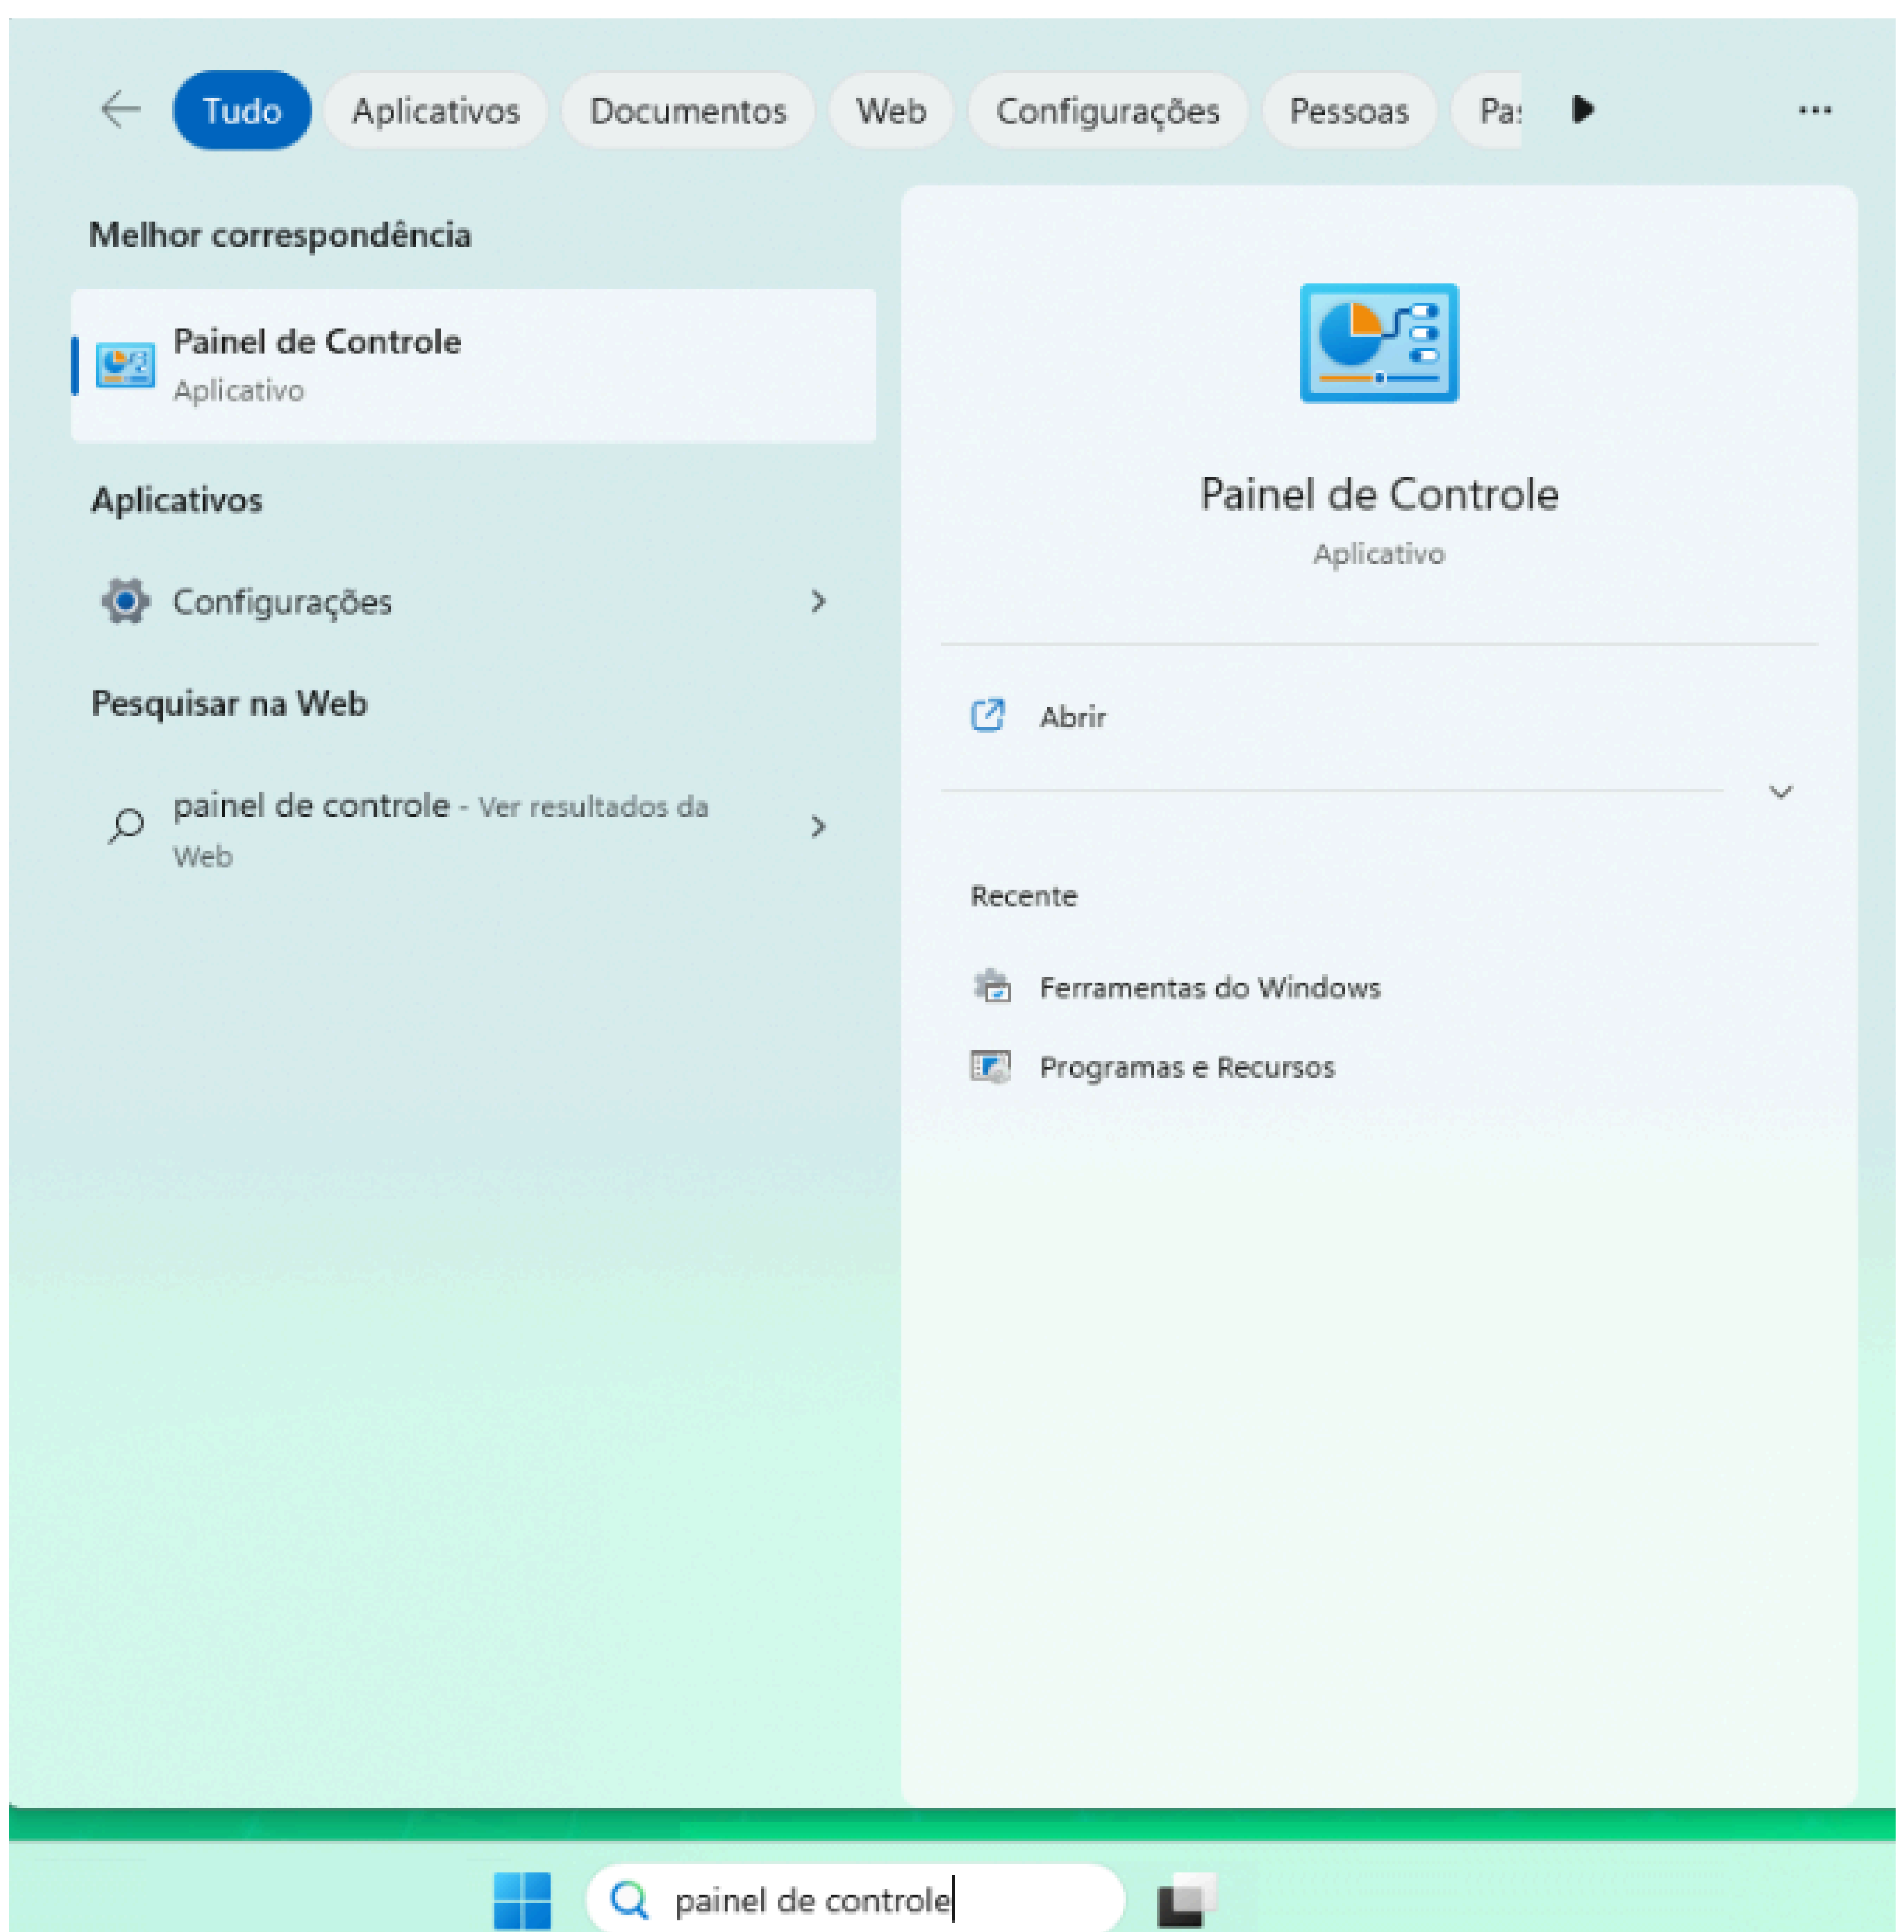 Tudo Aplicativos Documentos Web Configurações Pessoas
Melhor correspondência
Painel de Controle
Aplicativo
Aplicativos
Configurações
Pesquisar na Web
painel de controle - Ver resultados da
Web
Painel de Controle
Aplicativo
Abrir
Recente
Ferramentas do Windows
Programas e Recursos
painel de controle